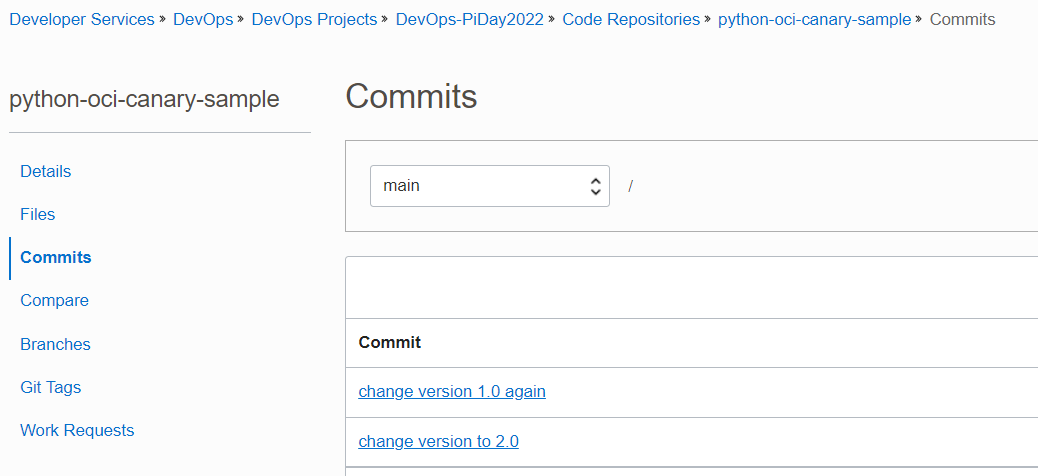 Developer Services » DevOps » DevOps Projects » DevOps-PiDay2022 » Code Repositories » python-oci-canary-sample » Commits
python-oci-canary-sample
Details
Files
Commits
Compare
Branches
Git Tags
Work Requests
Commits
main /
Commit
change version 1.0 again
change version to 2.0